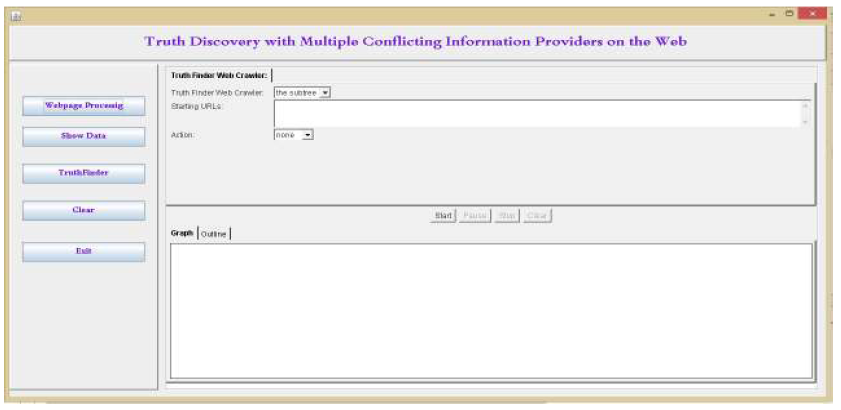 Truth Discovery with Multiple Conflicting Information Providers on the Web
Webpage Processig
Show Data
TruthFinder
Clear
Exit
Truth Finder Web Crawler:
Truth Finder Web Crawler: the subtree
Starting URLs:
Action: none
Start Pause Stop Clear
Graph Outline